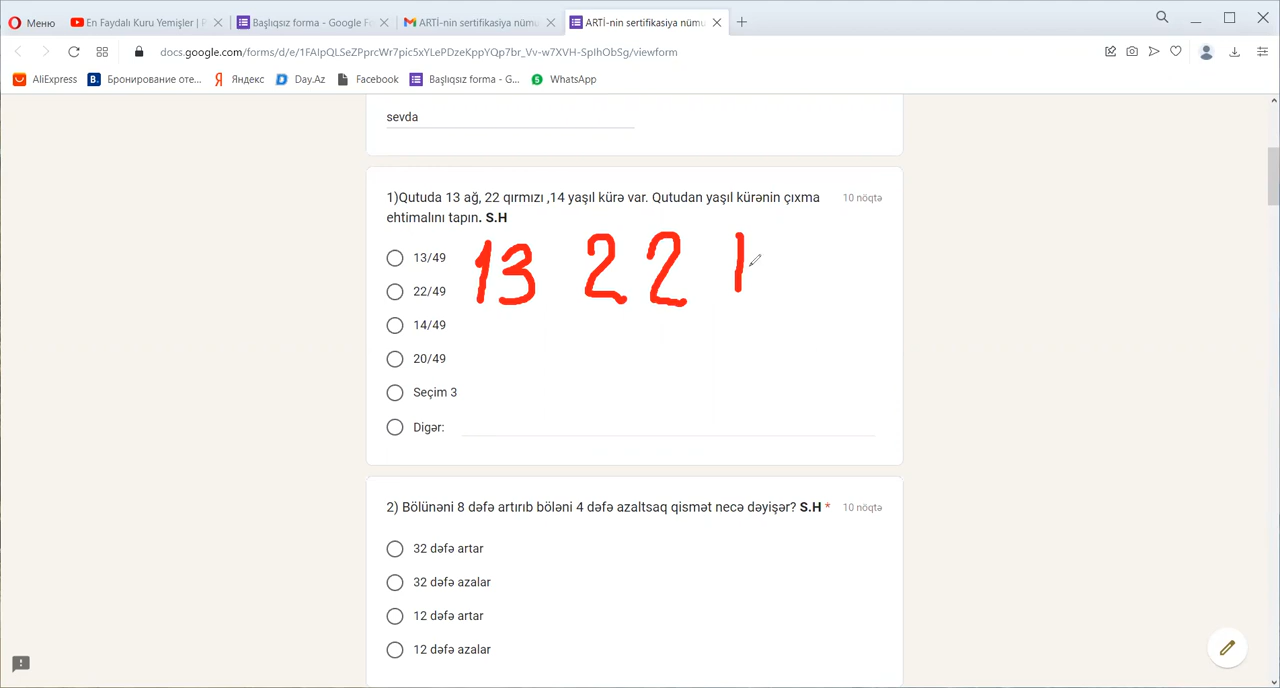 Меню
En Faydalı Kuru Yemişler | P
Başlıqsız forma - Google Fo
ARTİ-nin sertifikasiya nümu
ARTİ-nin sertifikasiya nümu
docs.google.com/forms/d/e/1FAIpQLSeZPprcWr7pic5xYLePDzeKppYQp7br_Vv-w7XVH-SpIhObSg/viewform
AliExpress
B.
Бронирование оте...
Я
Яндекс
Day.Az
Facebook
Başlıqsız forma - G...
5
WhatsApp
sevda
1)Qutuda 13 ağ, 22 qırmızı ,14 yaşıl kürə var. Qutudan yaşıl kürənin çıxma
ehtimalını tapın. S.H
10 nöqtə
13/49
13 22 1
22/49
14/49
20/49
Seçim 3
Digər:
2) Bölünəni 8 dəfə artırıb böləni 4 dəfə azaltsaq qismət necə dəyişər? S.H *
10 nöqtə
32 dəfə artar
32 dəfə azalar
12 dəfə artar
12 dəfə azalar